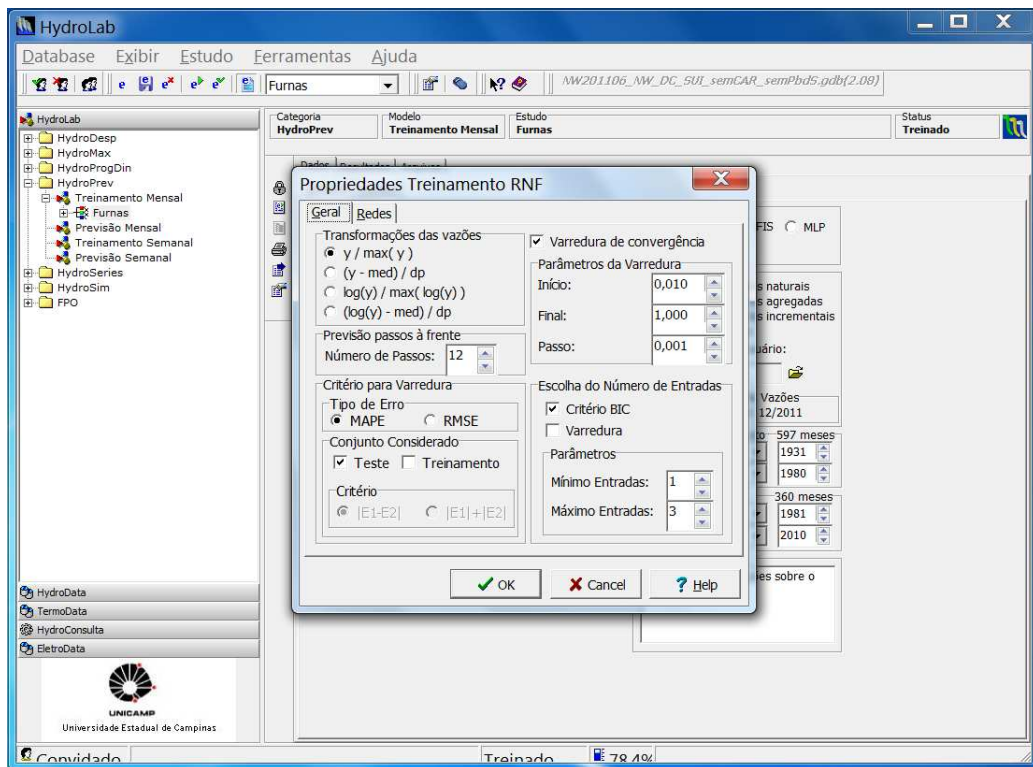 HydroLab
Database Exibir Estudo Ferramentas Ajuda
Furnas
NW201106_NW_DC_SUI_semCAR_semPbdS.gdb(2.08)
HydroLab
HydroDesp
HydroMax
HydroProgDin
HydroPrev
Treinamento Mensal
Furnas
Previsão Mensal
Treinamento Semanal
Previsão Semanal
HydroSeries
HydroSim
FPO
HydroData
TermoData
HydroConsulta
EletroData
UNICAMP
Universidade Estadual de Campinas
Categoria
HydroPrev
Modelo
Treinamento Mensal
Estudo
Furnas
Status
Treinado
Dados Resultados Arquivos
Propriedades Treinamento RNF
Geral Redes
Transformações das vazões
y / max( y )
(y - med) / dp
log(y) / max( log(y) )
(log(y) - med) / dp
Previsão passos à frente
Número de Passos: 12
Critério para Varredura
Tipo de Erro
MAPE RMSE
Conjunto Considerado
Teste Treinamento
Critério
|E1-E2| |E1|+|E2|
Varredura de convergência
Parâmetros da Varredura
Início: 0,010
Final: 1,000
Passo: 0,001
Escolha do Número de Entradas
Critério BIC
Varredura
Parâmetros
Mínimo Entradas: 1
Máximo Entradas: 3
OK Cancel Help
FIS MLP
s naturais
s agregadas
s incrementais
uário:
Vazões
12/2011
to 597 meses
1931
1980
360 meses
1981
2010
ões sobre o
Convidado
Treinado
78.4%